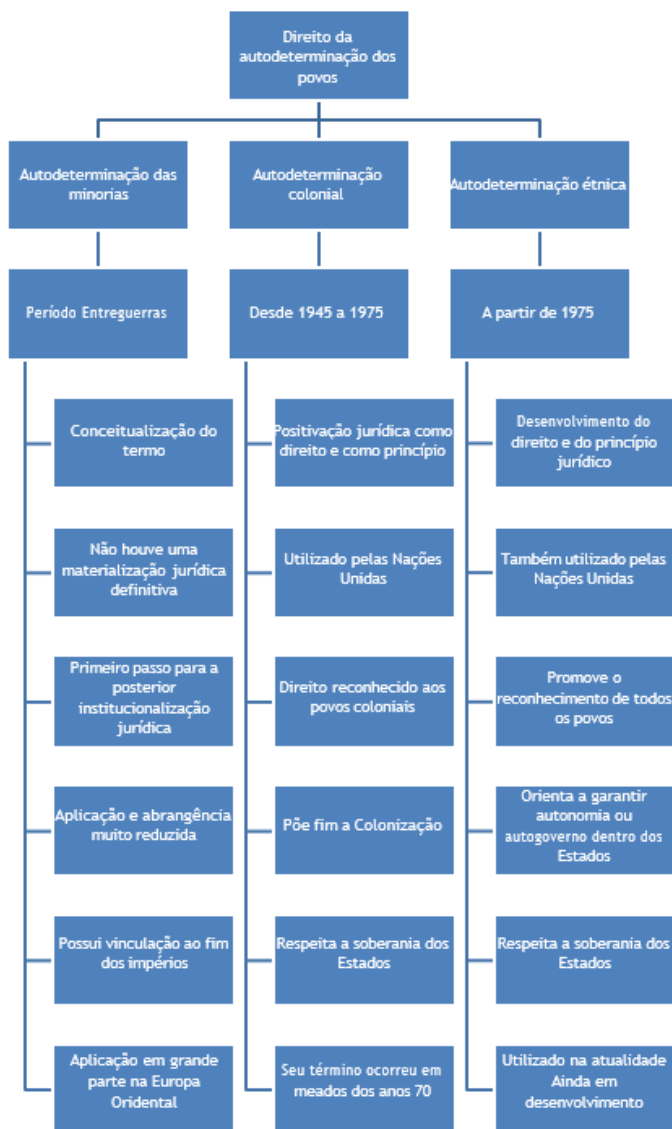 Direito da
autodeterminação dos
povos
Autodeterminação das
minorias
Autodeterminação
colonial
Autodeterminação étnica
Período Entreguerras
Desde 1945 a 1975
A partir de 1975
Conceitualização do
termo
Positivação jurídica como
direito e como princípio
Desenvolvimento do
direito e do princípio
jurídico
Não houve uma
materialização jurídica
definitiva
Utilizado pelas Nações
Unidas
Também utilizado pelas
Nações Unidas
Primeiro passo para a
posterior
institucionalização
jurídica
Direito reconhecido aos
povos coloniais
Promove o
reconhecimento de todos
os povos
Aplicação e abrangência
muito reduzida
Põe fim a Colonização
Orienta a garantir
autonomia ou
autogoverno dentro dos
Estados
Possui vinculação ao fim
dos impérios
Respeita a soberania dos
Estados
Respeita a soberania dos
Estados
Aplicação em grande
parte na Europa
Oridental
Seu término ocorreu em
meados dos anos 70
Utilizado na atualidade
Ainda em
desenvolvimento